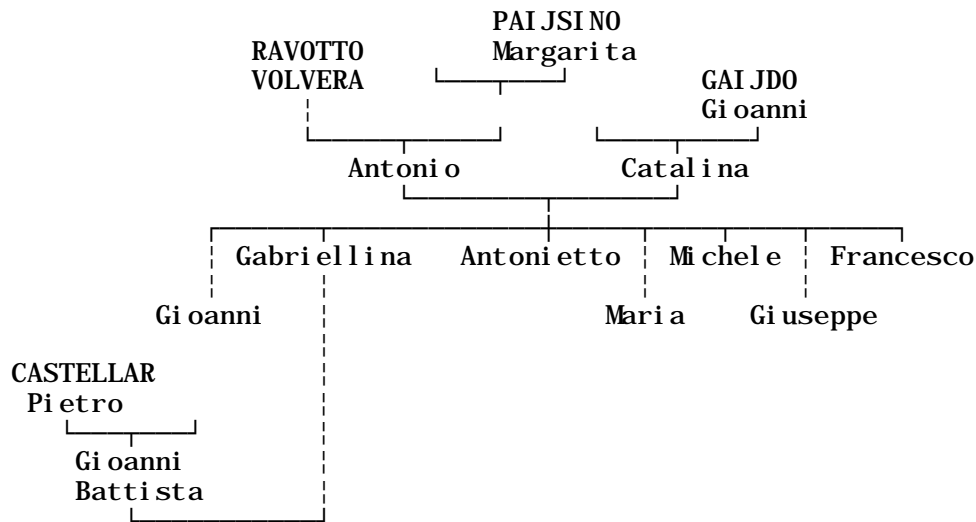 PAIJSINO
RAVOTTO Margarita
VOLVERA GAIJDO
Gioanni
Antonio Catalina
Gabriellina Antonietto Michele Francesco
Gioanni Maria Giuseppe
CASTELLAR
Pietro
Gioanni
Battista